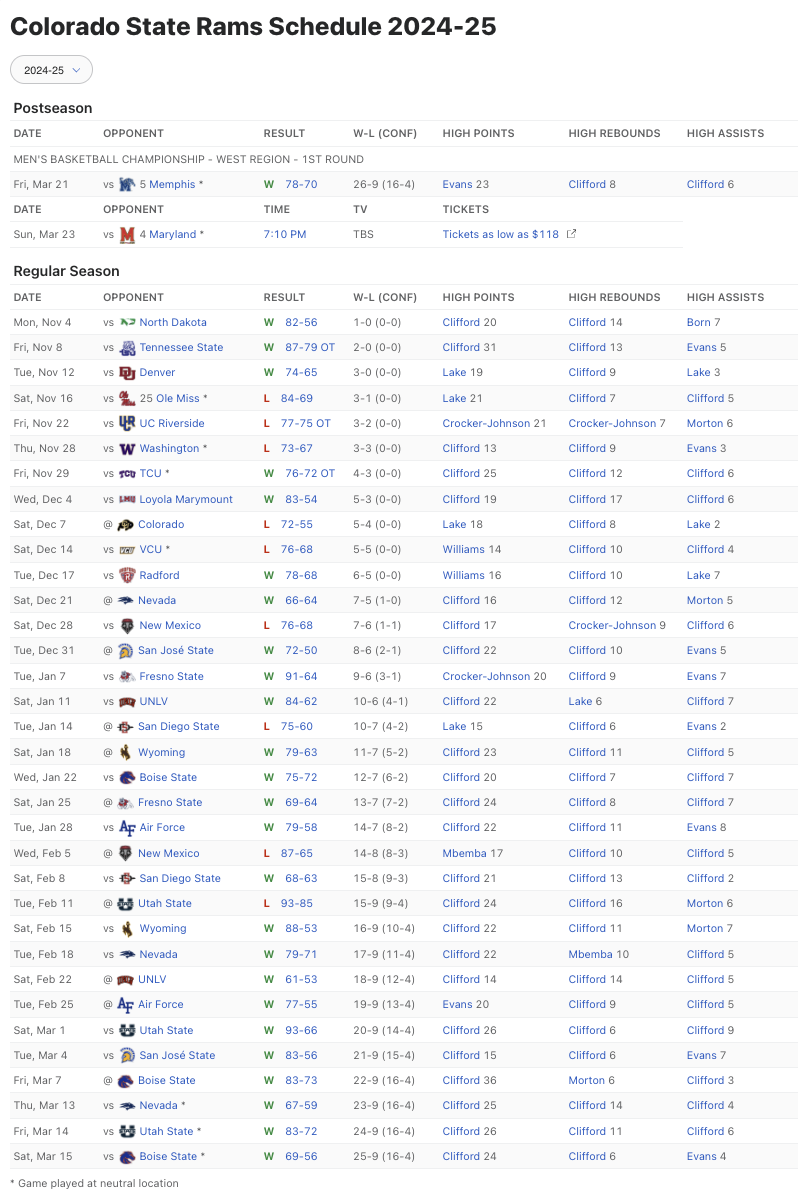 Colorado State Rams Schedule 2024-25
2024-25
Postseason
DATE OPPONENT RESULT W-L (CONF) HIGH POINTS HIGH REBOUNDS HIGH ASSISTS
MEN'S BASKETBALL CHAMPIONSHIP - WEST REGION - 1ST ROUND
Fri, Mar 21 vs 5 Memphis * W 78-70 26-9 (16-4) Evans 23 Clifford 8 Clifford 6
DATE OPPONENT TIME TV TICKETS
Sun, Mar 23 vs 4 Maryland * 7:10 PM TBS Tickets as low as $118
Regular Season
DATE OPPONENT RESULT W-L (CONF) HIGH POINTS HIGH REBOUNDS HIGH ASSISTS
Mon, Nov 4 vs North Dakota W 82-56 1-0 (0-0) Clifford 20 Clifford 14 Born 7
Fri, Nov 8 vs Tennessee State W 87-79 OT 2-0 (0-0) Clifford 31 Clifford 13 Evans 5
Tue, Nov 12 vs DU Denver W 74-65 3-0 (0-0) Lake 19 Clifford 9 Lake 3
Sat, Nov 16 vs Ole Miss 25 Ole Miss * L 84-69 3-1 (0-0) Lake 21 Clifford 7 Clifford 5
Fri, Nov 22 vs UCR UC Riverside L 77-75 OT 3-2 (0-0) Crocker-Johnson 21 Crocker-Johnson 7 Morton 6
Thu, Nov 28 vs W Washington * L 73-67 3-3 (0-0) Clifford 13 Clifford 9 Evans 3
Fri, Nov 29 vs TCU TCU * W 76-72 OT 4-3 (0-0) Clifford 25 Clifford 12 Clifford 6
Wed, Dec 4 vs LMU Loyola Marymount W 83-54 5-3 (0-0) Clifford 19 Clifford 17 Clifford 6
Sat, Dec 7 @ Colorado L 72-55 5-4 (0-0) Lake 18 Clifford 8 Lake 2
Sat, Dec 14 vs VCU VCU * L 76-68 5-5 (0-0) Williams 14 Clifford 10 Clifford 4
Tue, Dec 17 vs Radford W 78-68 6-5 (0-0) Williams 16 Clifford 10 Lake 7
Sat, Dec 21 @ Nevada W 66-64 7-5 (1-0) Clifford 16 Clifford 12 Morton 5
Sat, Dec 28 vs New Mexico L 76-68 7-6 (1-1) Clifford 17 Crocker-Johnson 9 Clifford 6
Tue, Dec 31 @ San José State W 72-50 8-6 (2-1) Clifford 22 Clifford 10 Evans 5
Tue, Jan 7 vs Fresno State W 91-64 9-6 (3-1) Crocker-Johnson 20 Clifford 9 Evans 7
Sat, Jan 11 vs UNLV W 84-62 10-6 (4-1) Clifford 22 Lake 6 Clifford 7
Tue, Jan 14 @ San Diego State L 75-60 10-7 (4-2) Lake 15 Clifford 6 Evans 2
Sat, Jan 18 @ Wyoming W 79-63 11-7 (5-2) Clifford 23 Clifford 11 Clifford 5
Wed, Jan 22 vs Boise State W 75-72 12-7 (6-2) Clifford 20 Clifford 7 Clifford 7
Sat, Jan 25 @ Fresno State W 69-64 13-7 (7-2) Clifford 24 Clifford 8 Clifford 7
Tue, Jan 28 vs AF Air Force W 79-58 14-7 (8-2) Clifford 22 Clifford 11 Evans 8
Wed, Feb 5 @ New Mexico L 87-65 14-8 (8-3) Mbemba 17 Clifford 10 Clifford 5
Sat, Feb 8 vs San Diego State W 68-63 15-8 (9-3) Clifford 21 Clifford 13 Clifford 2
Tue, Feb 11 @ Utah State L 93-85 15-9 (9-4) Clifford 24 Clifford 16 Morton 6
Sat, Feb 15 vs Wyoming W 88-53 16-9 (10-4) Clifford 22 Clifford 11 Morton 7
Tue, Feb 18 vs Nevada W 79-71 17-9 (11-4) Clifford 22 Mbemba 10 Clifford 5
Sat, Feb 22 @ UNLV W 61-53 18-9 (12-4) Clifford 14 Clifford 14 Clifford 5
Tue, Feb 25 @ AF Air Force W 77-55 19-9 (13-4) Evans 20 Clifford 9 Clifford 5
Sat, Mar 1 vs Utah State W 93-66 20-9 (14-4) Clifford 26 Clifford 6 Clifford 9
Tue, Mar 4 vs San José State W 83-56 21-9 (15-4) Clifford 15 Clifford 6 Evans 7
Fri, Mar 7 @ Boise State W 83-73 22-9 (16-4) Clifford 36 Morton 6 Clifford 3
Thu, Mar 13 vs Nevada * W 67-59 23-9 (16-4) Clifford 25 Clifford 14 Clifford 4
Fri, Mar 14 vs Utah State * W 83-72 24-9 (16-4) Clifford 26 Clifford 11 Clifford 6
Sat, Mar 15 vs Boise State * W 69-56 25-9 (16-4) Clifford 24 Clifford 6 Evans 4
* Game played at neutral location